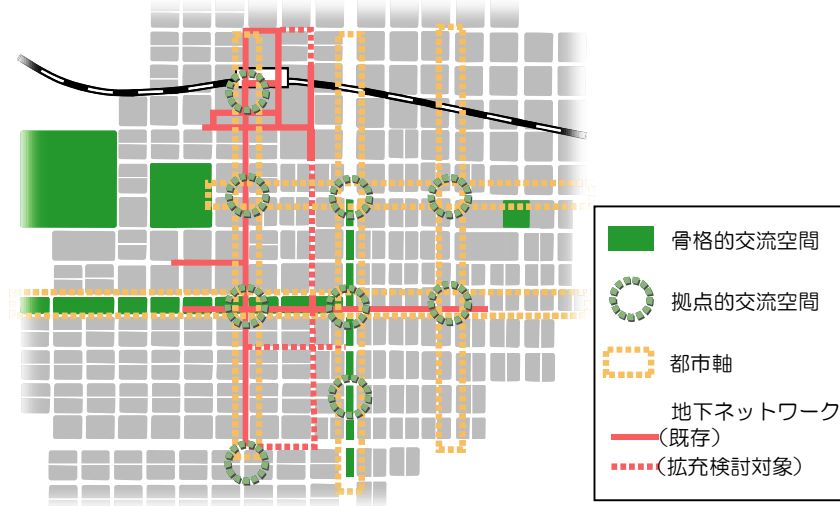 骨格的交流空間
拠点的交流空間
都市軸
地下ネットワーク
(既存)
(拡充検討対象)